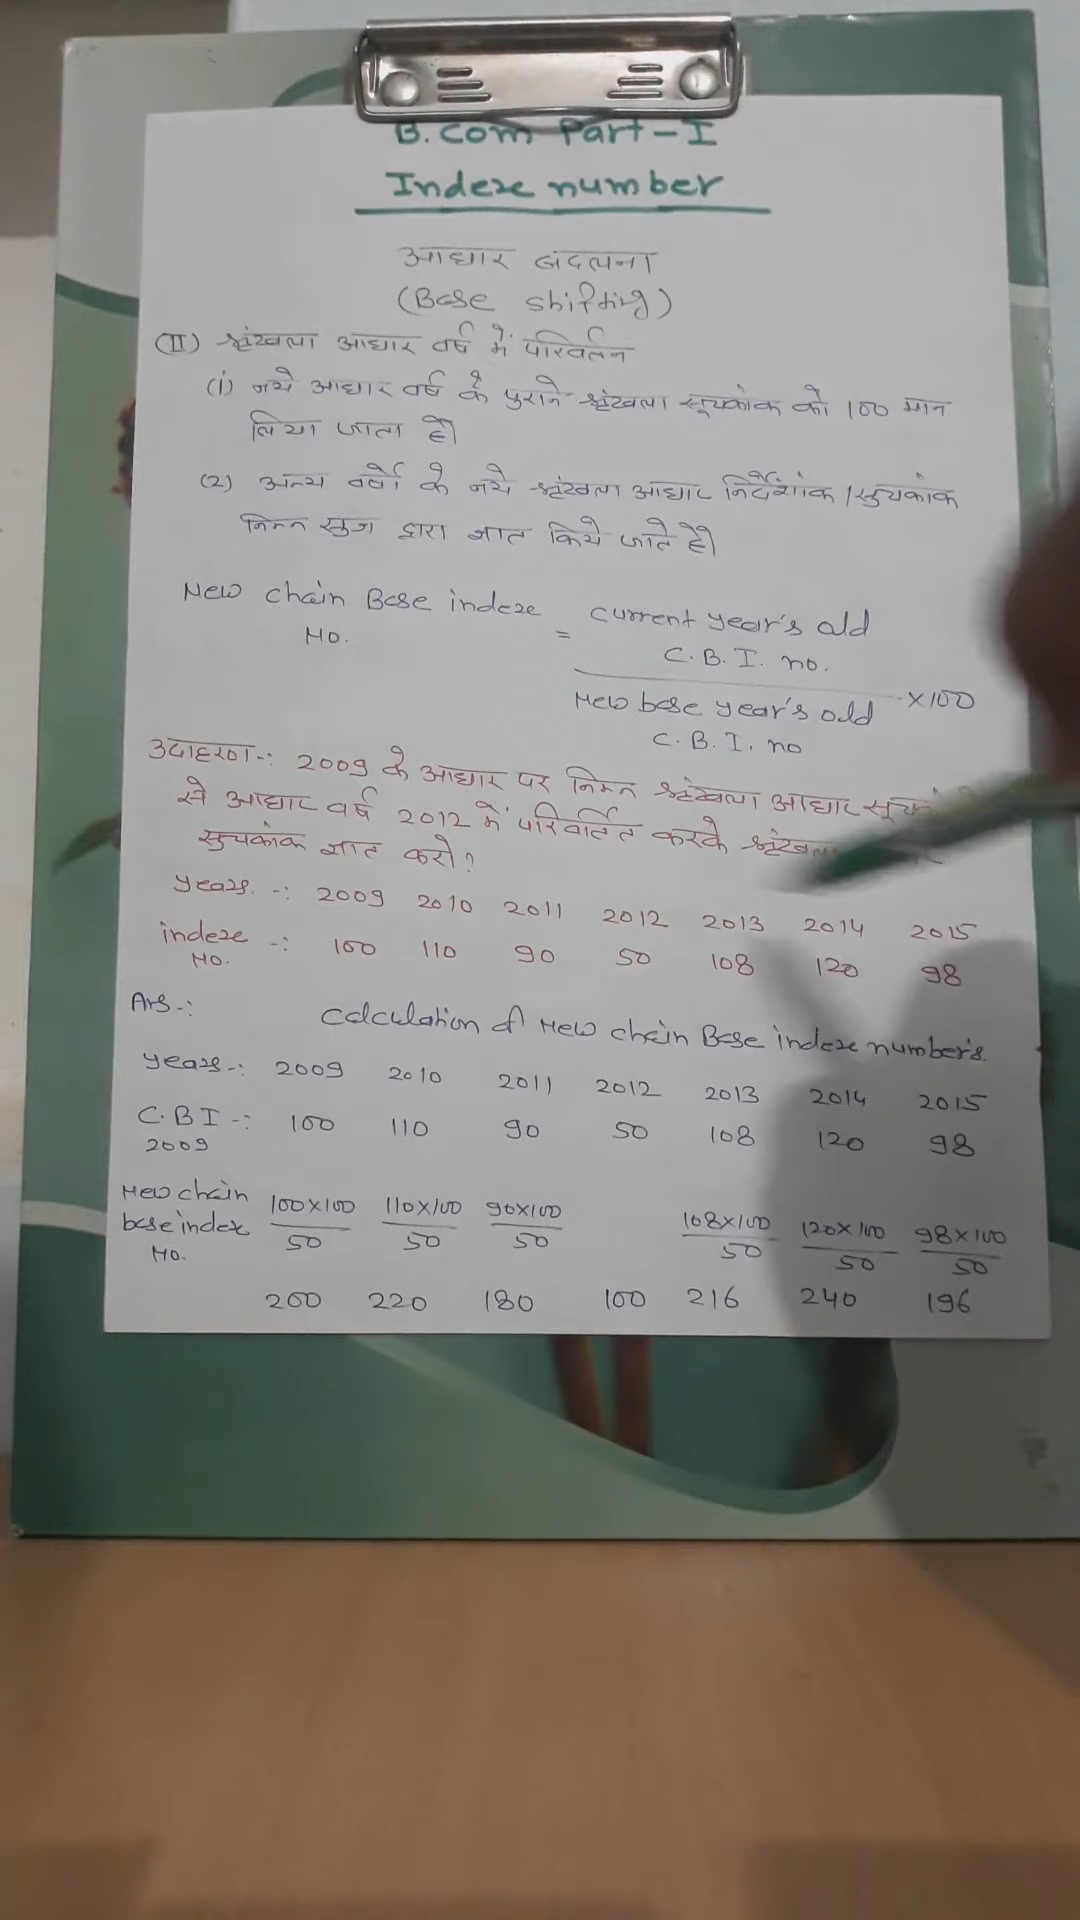 B.Com Part-I
Index number
आधार बदलना
(Base shifting)
(II) श्रृंखला आधार वर्ष में परिवर्तन
(i) नये आधार वर्ष के पुराने श्रृंखला सूचकांक को 100 मान
लिया जाता है।
(2) अन्य वर्षो के नये श्रृंखला आधार निर्देशांक / सुचकांक
निम्न सुत्र द्वारा ज्ञात किये जाते है।
New chain Base index = current year's old
No. C.B.I. no.
New base year's old ×100
C.B.I. no
उदाहरण-: 2009 के आधार पर निम्न श्रृंखला आधार
से आधार वर्ष 2012 में परिवर्तित करके
सुचकांक ज्ञात करो?
years. -: 2009 2010 2011 2012 2013 2014 2015
index -: 100 110 90 50 108 120 98
No.
Ans-: Calculation of New chain Base index number's.
years-: 2009 2010 2011 2012 2013 2014 2015
C.B.I -: 100 110 90 50 108 120 98
2009
New chain 100×100 110×100 90×100 108×100 120×100 98×100
base index 50 50 50 50 50 50
No.
200 220 180 100 216 240 196